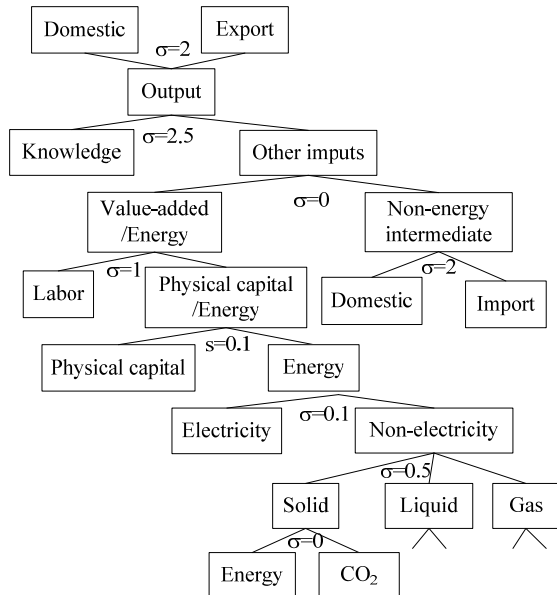 Domestic
Export
σ=2
Output
Knowledge
σ=2.5
Other imputs
Value-added
/Energy
σ=0
Non-energy
intermediate
Labor
σ=1
Physical capital
/Energy
σ=2
Domestic
Import
Physical capital
s=0.1
Energy
Electricity
σ=0.1
Non-electricity
σ=0.5
Solid
Liquid
Gas
σ=0
Energy
CO₂